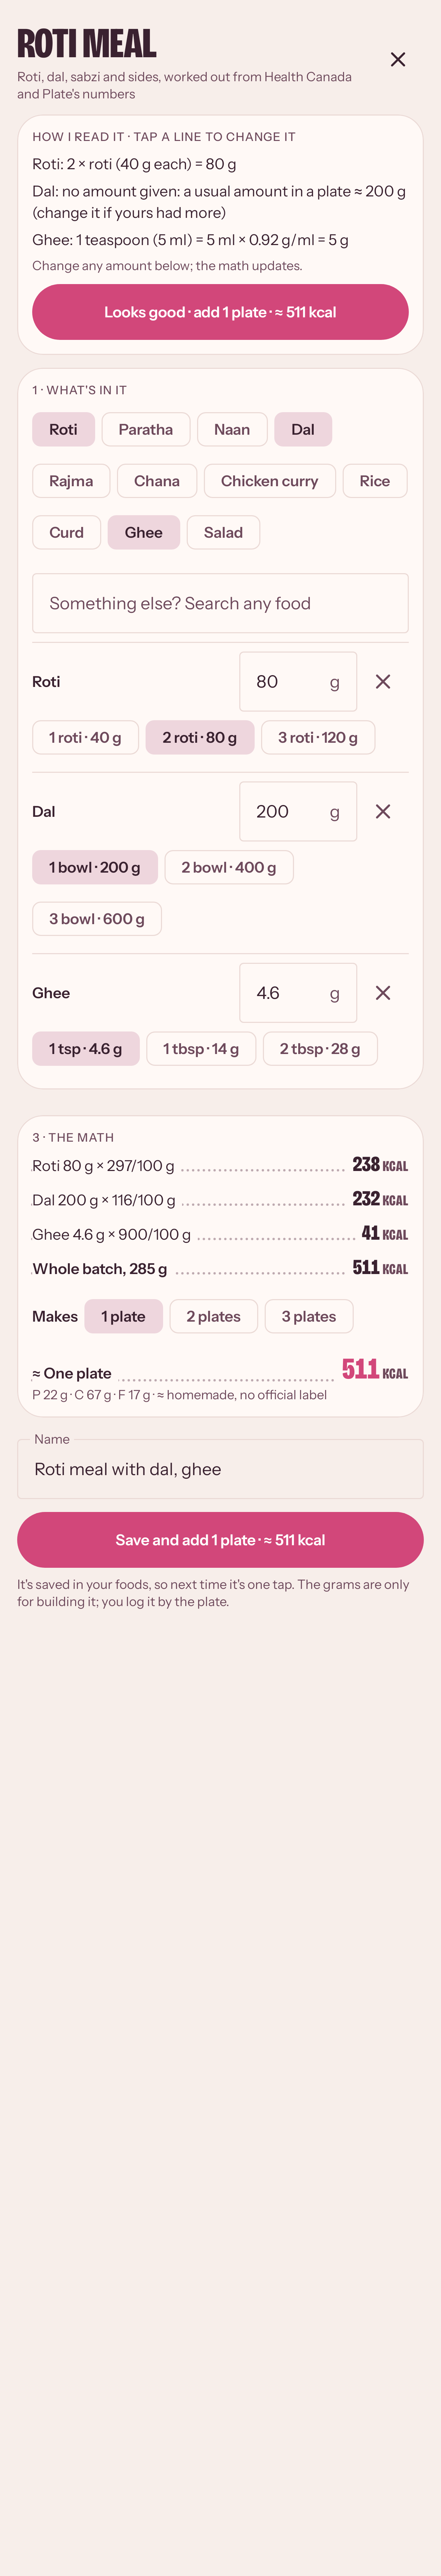 ROTI MEAL
Roti, dal, sabzi and sides, worked out from Health Canada
and Plate's numbers
HOW I READ IT · TAP A LINE TO CHANGE IT
Roti: 2 × roti (40 g each) = 80 g
Dal: no amount given: a usual amount in a plate ≈ 200 g
(change it if yours had more)
Ghee: 1 teaspoon (5 ml) = 5 ml × 0.92 g/ml = 5 g
Change any amount below; the math updates.
Looks good · add 1 plate · ≈ 511 kcal
1 · WHAT'S IN IT
Roti Paratha Naan Dal
Rajma Chana Chicken curry Rice
Curd Ghee Salad
Something else? Search any food
Roti 80 g
1 roti · 40 g 2 roti · 80 g 3 roti · 120 g
Dal 200 g
1 bowl · 200 g 2 bowl · 400 g
3 bowl · 600 g
Ghee 4.6 g
1 tsp · 4.6 g 1 tbsp · 14 g 2 tbsp · 28 g
3 · THE MATH
Roti 80 g × 297/100 g 238 KCAL
Dal 200 g × 116/100 g 232 KCAL
Ghee 4.6 g × 900/100 g 41 KCAL
Whole batch, 285 g 511 KCAL
Makes 1 plate 2 plates 3 plates
≈ One plate 511 KCAL
P 22 g · C 67 g · F 17 g · ≈ homemade, no official label
Name
Roti meal with dal, ghee
Save and add 1 plate · ≈ 511 kcal
It's saved in your foods, so next time it's one tap. The grams are only
for building it; you log it by the plate.